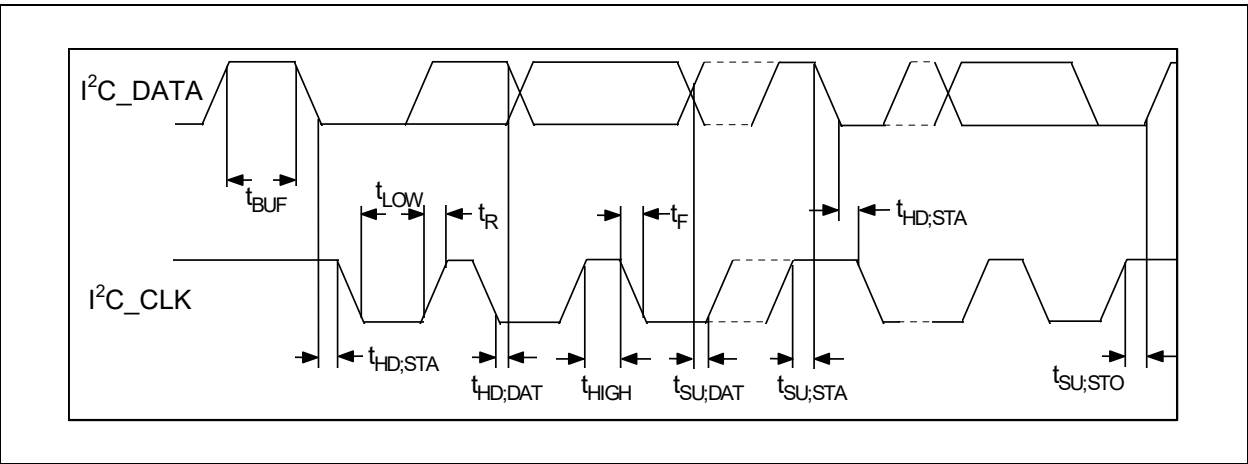 I²C_DATA
tBUF
tLOW
tR
tF
tHD;STA
I²C_CLK
tHD;STA
tHD;DAT
tHIGH
tSU;DAT
tSU;STA
tSU;STO